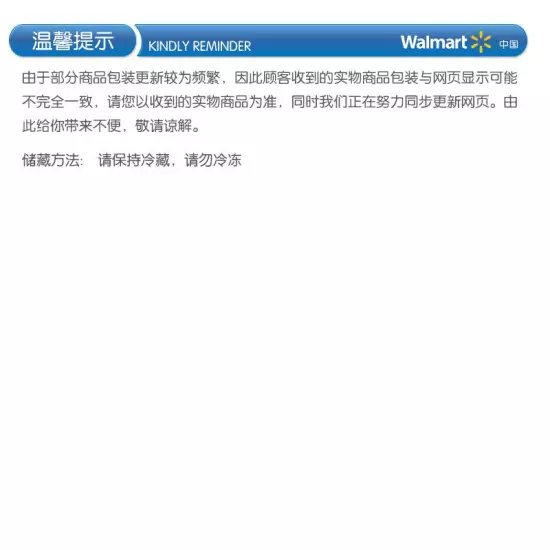 温馨提示 KINDLY REMINDER Walmart 中国
由于部分商品包装更新较为频繁，因此顾客收到的实物商品包装与网页显示可能
不完全一致，请您以收到的实物商品为准，同时我们正在努力同步更新网页。由
此给你带来不便，敬请谅解。
储藏方法： 请保持冷藏，请勿冷冻